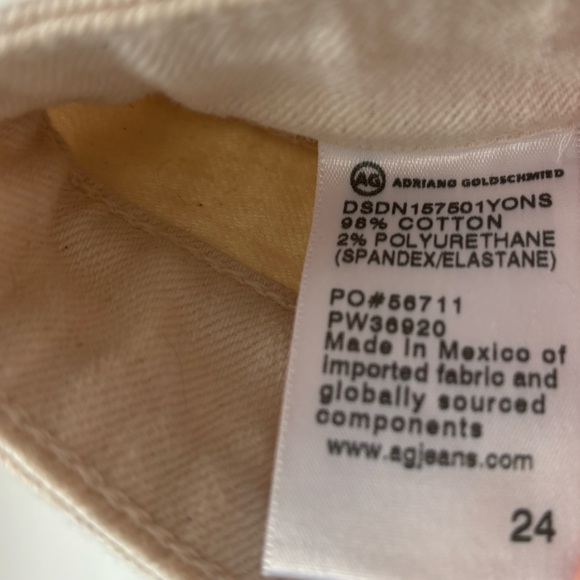 AG ADRIANO GOLDSCHMIED
DSDN157501YONS
98% COTTON
2% POLYURETHANE
(SPANDEX/ELASTANE)
PO#56711
PW36920
Made in Mexico of
imported fabric and
globally sourced
components
www.agjeans.com
24